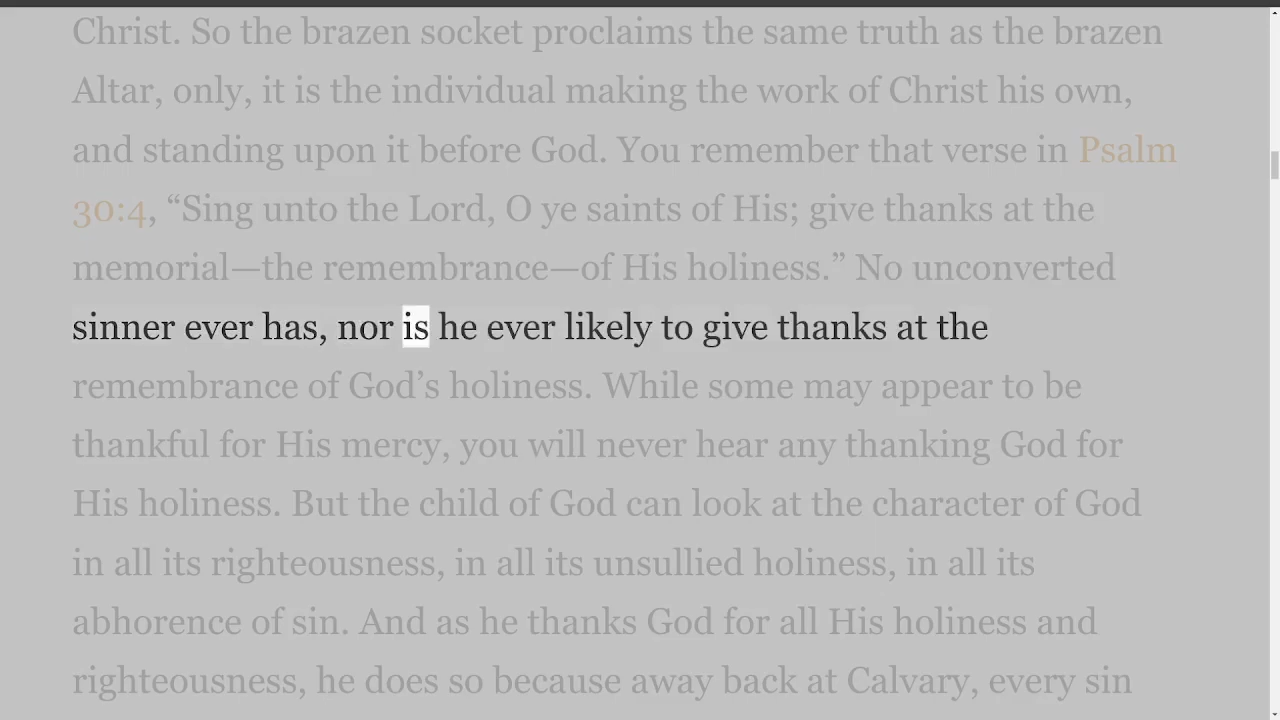 Christ. So the brazen socket proclaims the same truth as the brazen
Altar, only, it is the individual making the work of Christ his own,
and standing upon it before God. You remember that verse in Psalm
30:4, “Sing unto the Lord, O ye saints of His; give thanks at the
memorial—the remembrance—of His holiness.” No unconverted
sinner ever has, nor is he ever likely to give thanks at the
remembrance of God’s holiness. While some may appear to be
thankful for His mercy, you will never hear any thanking God for
His holiness. But the child of God can look at the character of God
in all its righteousness, in all its unsullied holiness, in all its
abhorence of sin. And as he thanks God for all His holiness and
righteousness, he does so because away back at Calvary, every sin